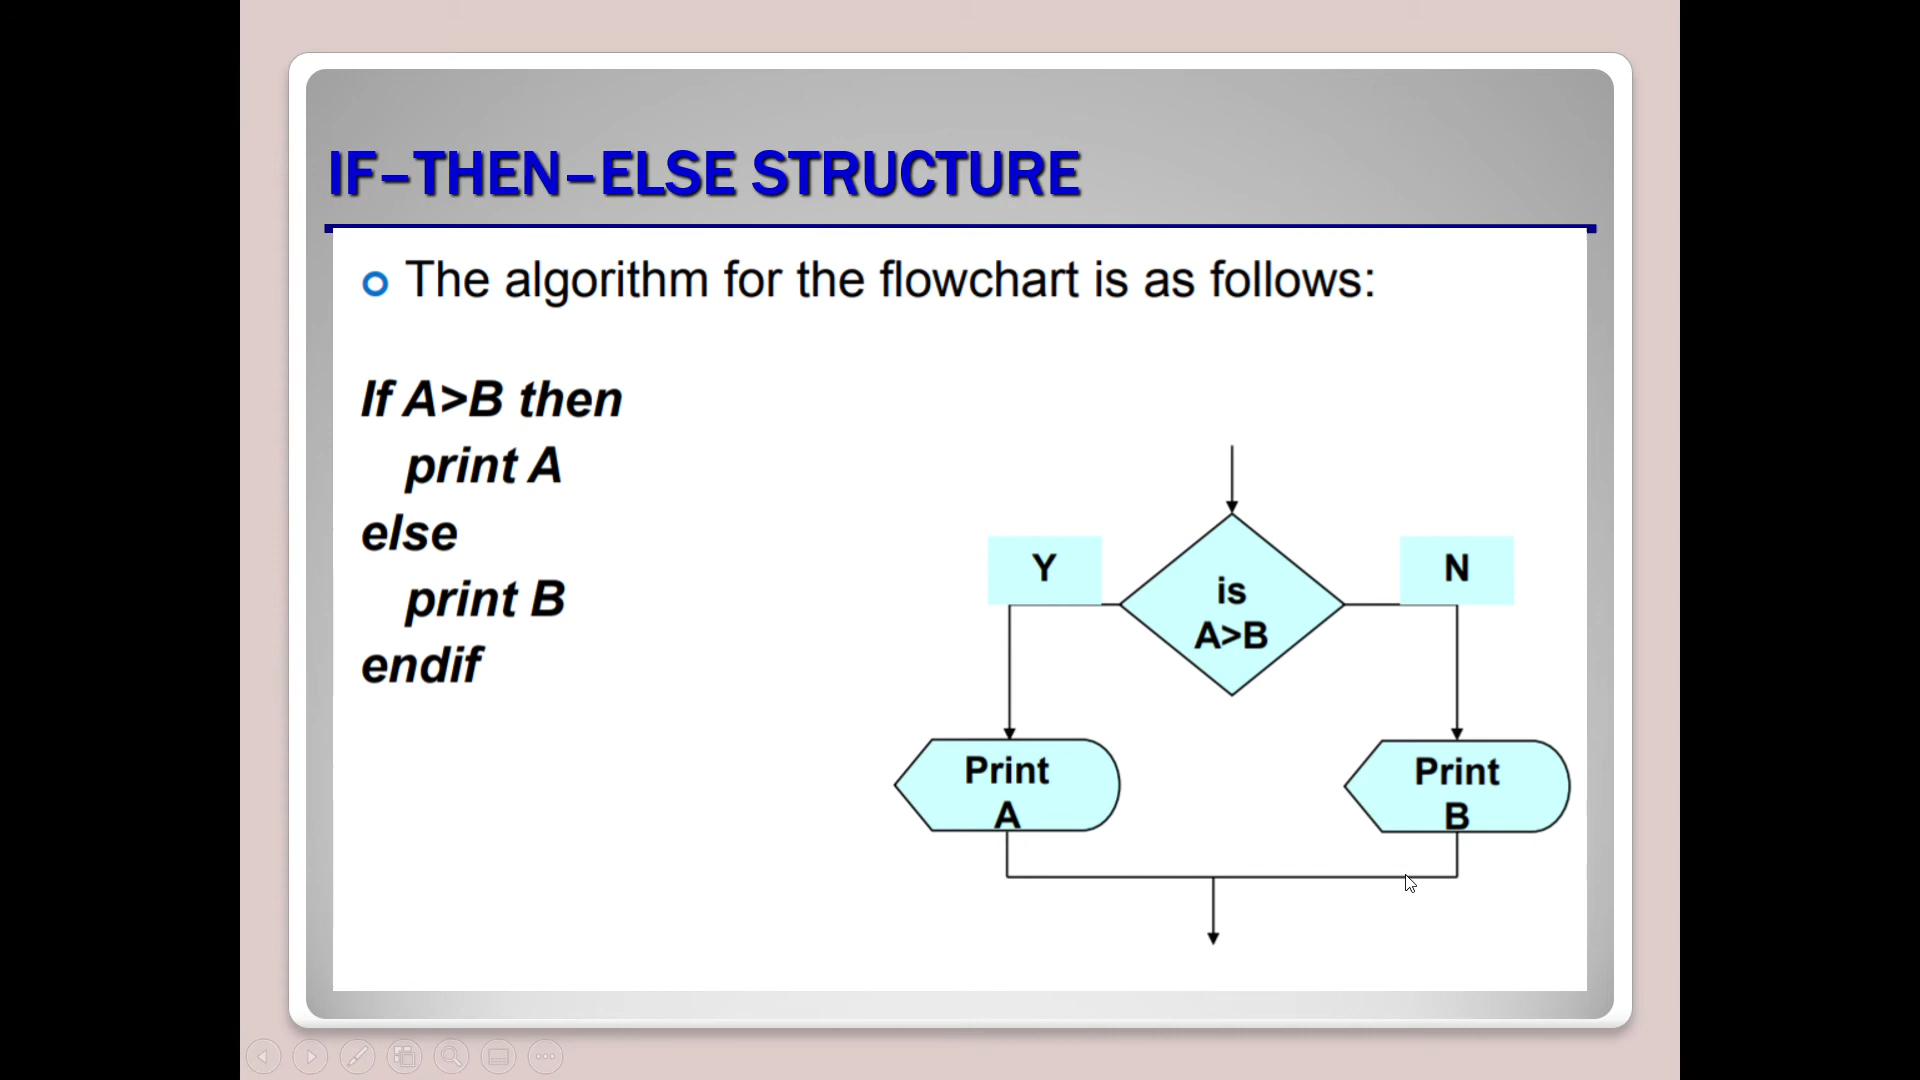 IF–THEN–ELSE STRUCTURE
The algorithm for the flowchart is as follows:
If A>B then
print A
else
print B
endif
Y
is
A>B
N
Print
A
Print
B